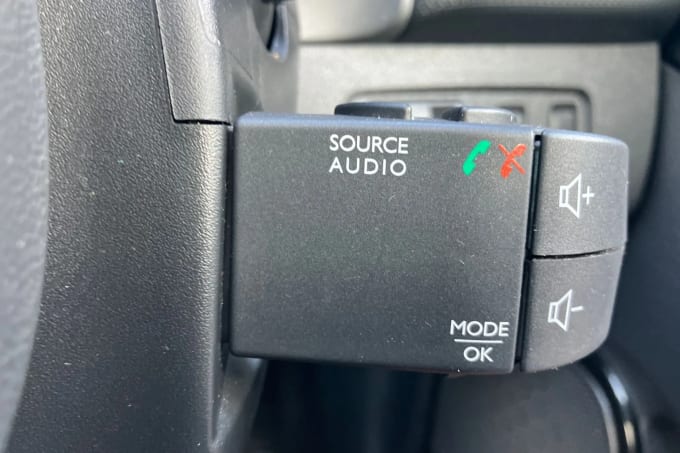 SOURCE
AUDIO
+
-
MODE
OK